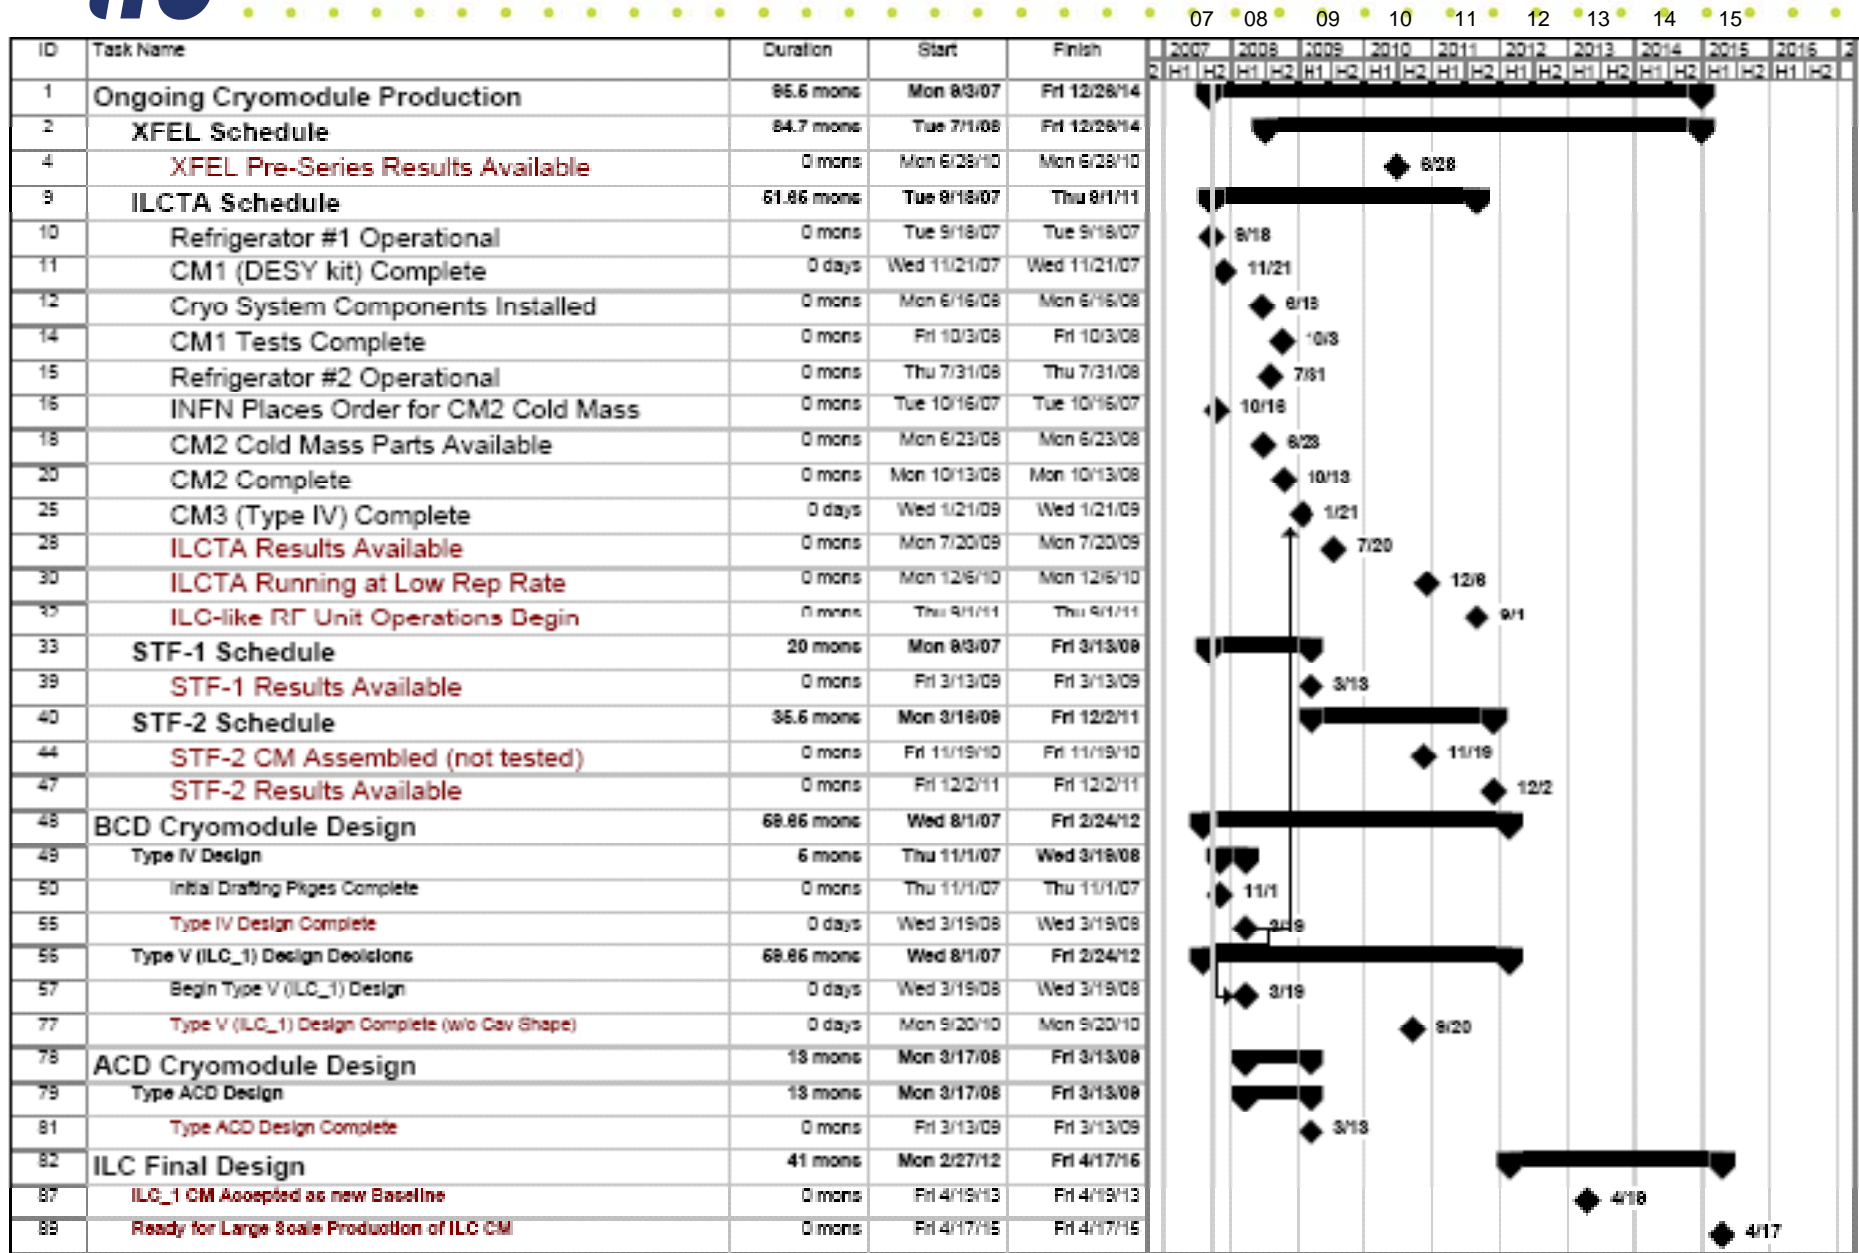 07 08 09 10 11 12 13 14 15
ID Task Name Duration Start Finish 2007 2008 2009 2010 2011 2012 2013 2014 2015 2016 2
2 H1 H2 H1 H2 H1 H2 H1 H2 H1 H2 H1 H2 H1 H2 H1 H2 H1 H2 H1 H2
1 Ongoing Cryomodule Production 95.5 mons Mon 9/3/07 Fri 12/26/14
2 XFEL Schedule 84.7 mons Tue 7/1/08 Fri 12/26/14
4 XFEL Pre-Series Results Available 0 mons Mon 6/28/10 Mon 6/28/10 6/28
9 ILCTA Schedule 51.65 mons Tue 9/18/07 Thu 9/1/11
10 Refrigerator #1 Operational 0 mons Tue 9/18/07 Tue 9/18/07 9/18
11 CM1 (DESY kit) Complete 0 days Wed 11/21/07 Wed 11/21/07 11/21
12 Cryo System Components Installed 0 mons Mon 6/16/08 Mon 6/16/08 6/16
14 CM1 Tests Complete 0 mons Fri 10/3/08 Fri 10/3/08 10/3
15 Refrigerator #2 Operational 0 mons Thu 7/31/08 Thu 7/31/08 7/31
16 INFN Places Order for CM2 Cold Mass 0 mons Tue 10/16/07 Tue 10/16/07 10/16
18 CM2 Cold Mass Parts Available 0 mons Mon 6/23/08 Mon 6/23/08 6/23
20 CM2 Complete 0 mons Mon 10/13/08 Mon 10/13/08 10/13
25 CM3 (Type IV) Complete 0 days Wed 1/21/09 Wed 1/21/09 1/21
28 ILCTA Results Available 0 mons Mon 7/20/09 Mon 7/20/09 7/20
30 ILCTA Running at Low Rep Rate 0 mons Mon 12/6/10 Mon 12/6/10 12/6
32 ILC-like RF Unit Operations Begin 0 mons Thu 9/1/11 Thu 9/1/11 9/1
33 STF-1 Schedule 20 mons Mon 9/3/07 Fri 3/13/09
39 STF-1 Results Available 0 mons Fri 3/13/09 Fri 3/13/09 3/13
40 STF-2 Schedule 35.5 mons Mon 3/16/09 Fri 12/2/11
44 STF-2 CM Assembled (not tested) 0 mons Fri 11/19/10 Fri 11/19/10 11/19
47 STF-2 Results Available 0 mons Fri 12/2/11 Fri 12/2/11 12/2
48 BCD Cryomodule Design 59.65 mons Wed 8/1/07 Fri 2/24/12
49 Type IV Design 5 mons Thu 11/1/07 Wed 3/19/08
50 Initial Drafting Pkges Complete 0 mons Thu 11/1/07 Thu 11/1/07 11/1
55 Type IV Design Complete 0 days Wed 3/19/08 Wed 3/19/08 3/19
56 Type V (ILC_1) Design Decisions 59.65 mons Wed 8/1/07 Fri 2/24/12
57 Begin Type V (ILC_1) Design 0 days Wed 3/19/08 Wed 3/19/08 3/19
77 Type V (ILC_1) Design Complete (w/o Cav Shape) 0 days Mon 9/20/10 Mon 9/20/10 9/20
78 ACD Cryomodule Design 13 mons Mon 3/17/08 Fri 3/13/09
79 Type ACD Design 13 mons Mon 3/17/08 Fri 3/13/09
81 Type ACD Design Complete 0 mons Fri 3/13/09 Fri 3/13/09 3/13
82 ILC Final Design 41 mons Mon 2/27/12 Fri 4/17/15
87 ILC_1 CM Accepted as new Baseline 0 mons Fri 4/19/13 Fri 4/19/13 4/19
89 Ready for Large Scale Production of ILC CM 0 mons Fri 4/17/15 Fri 4/17/15 4/17